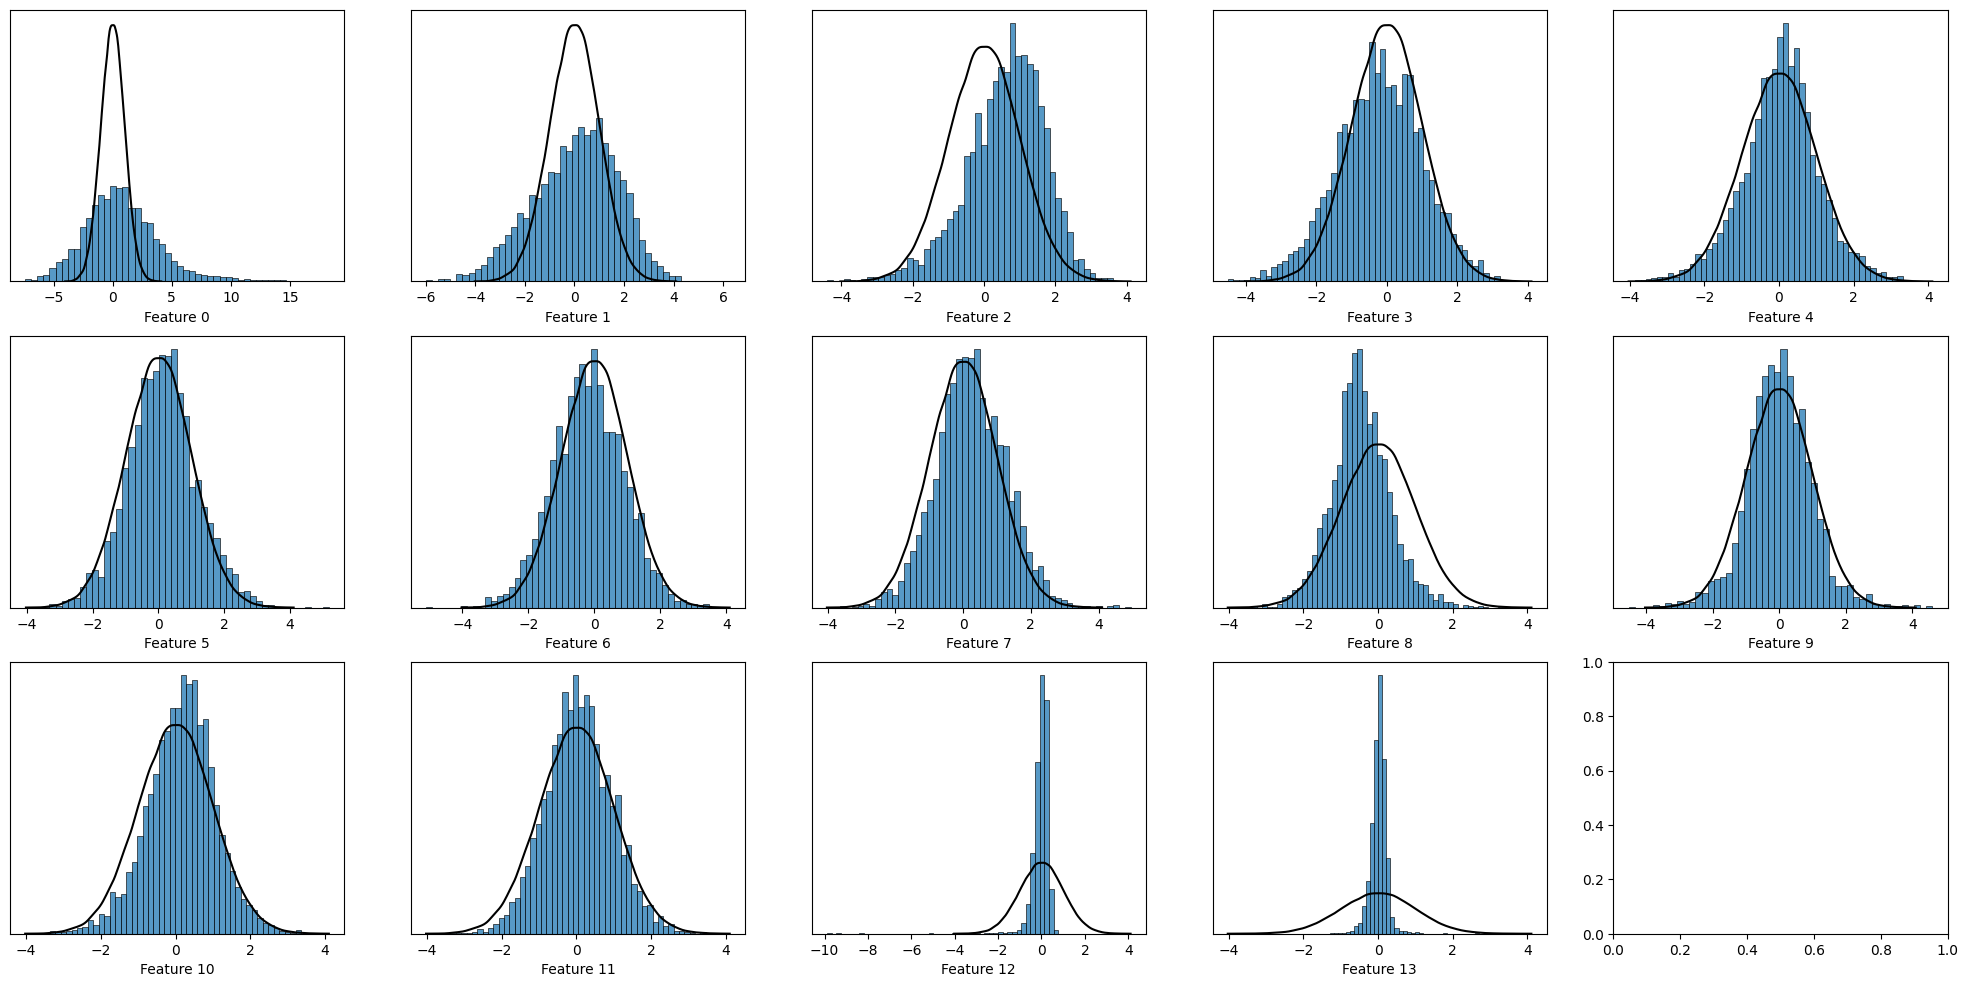 −5 0 5 10 15
Feature 0
−6 −4 −2 0 2 4 6
Feature 1
−4 −2 0 2 4
Feature 2
−4 −2 0 2 4
Feature 3
−4 −2 0 2 4
Feature 4
−4 −2 0 2 4
Feature 5
−4 −2 0 2 4
Feature 6
−4 −2 0 2 4
Feature 7
−4 −2 0 2 4
Feature 8
−4 −2 0 2 4
Feature 9
−4 −2 0 2 4
Feature 10
−4 −2 0 2 4
Feature 11
−10 −8 −6 −4 −2 0 2 4
Feature 12
−4 −2 0 2 4
Feature 13
1.0
0.8
0.6
0.4
0.2
0.0
0.0 0.2 0.4 0.6 0.8 1.0